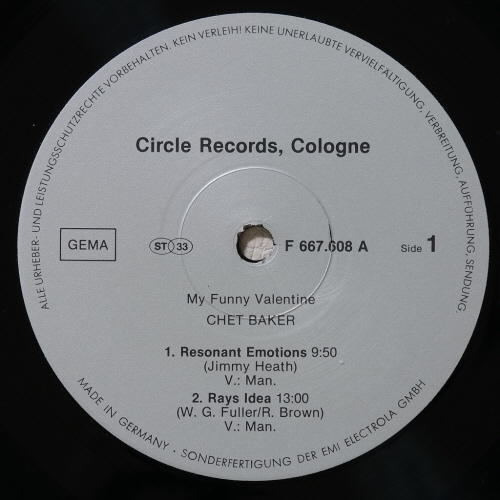 ALLE URHEBER- UND LEISTUNGSSCHUTZRECHTE VORBEHALTEN. KEIN VERLEIH! KEINE UNERLAUBTE VERVIELFÄLTIGUNG, VERBREITUNG, AUFFÜHRUNG, SENDUNG.
Circle Records, Cologne
GEMA
ST 33
F 667.608 A
Side 1
My Funny Valentine
CHET BAKER
1. Resonant Emotions 9:50
(Jimmy Heath)
V.: Man.
2. Rays Idea 13:00
(W. G. Fuller/R. Brown)
V.: Man.
MADE IN GERMANY · SONDERFERTIGUNG DER EMI ELECTROLA GMBH